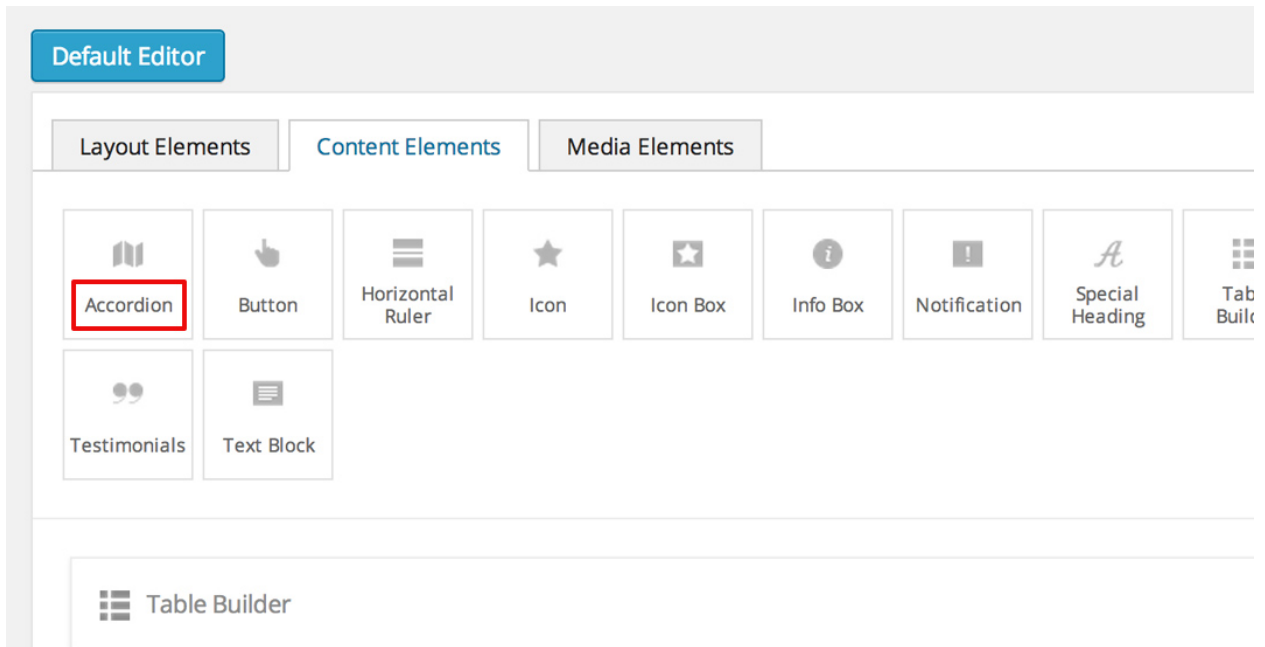 Default Editor
Layout Elements
Content Elements
Media Elements
Accordion
Button
Horizontal
Ruler
Icon
Icon Box
Info Box
Notification
Special
Heading
Testimonials
Text Block
Table Builder